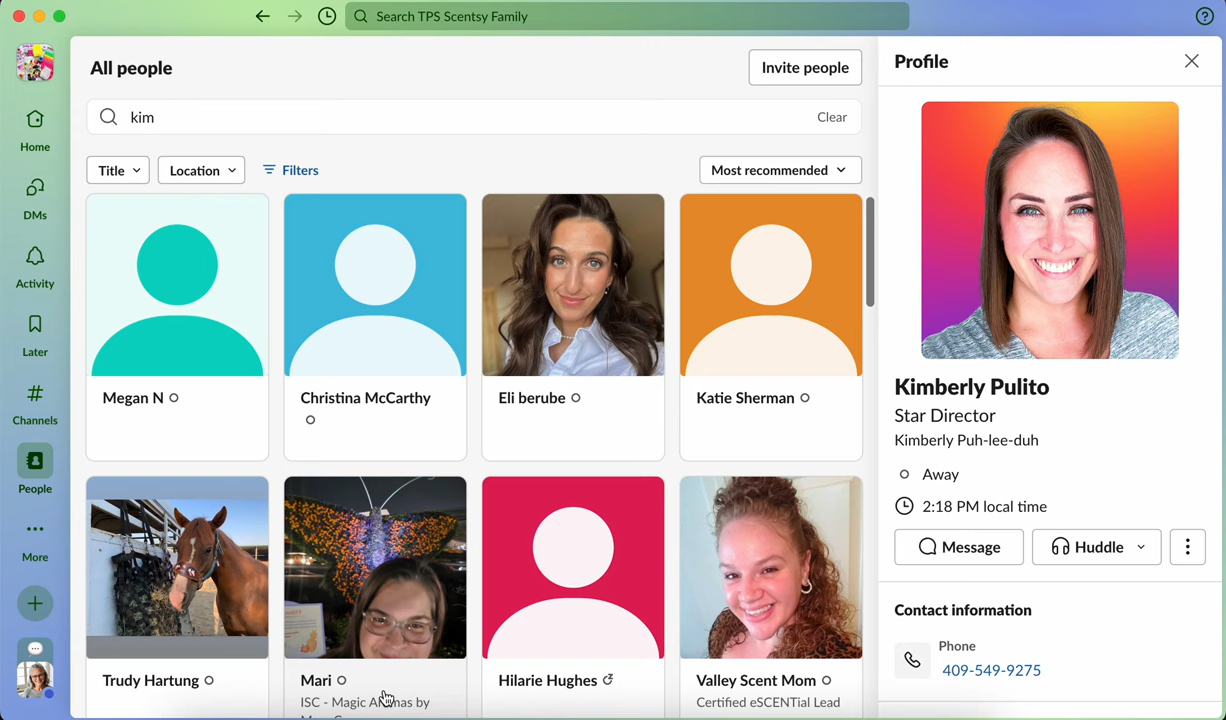 Search TPS Scentsy Family
Home
DMs
Activity
Later
Channels
People
More
All people
Invite people
kim
Clear
Title
Location
Filters
Most recommended
Megan N
Christina McCarthy
Eli berube
Katie Sherman
Trudy Hartung
Mari
ISC - Magic by
Hilarie Hughes
Valley Scent Mom
Certified eSCENTial Lead
Profile
Kimberly Pulito
Star Director
Kimberly Puh-lee-duh
Away
2:18 PM local time
Message
Huddle
Contact information
Phone
409-549-9275